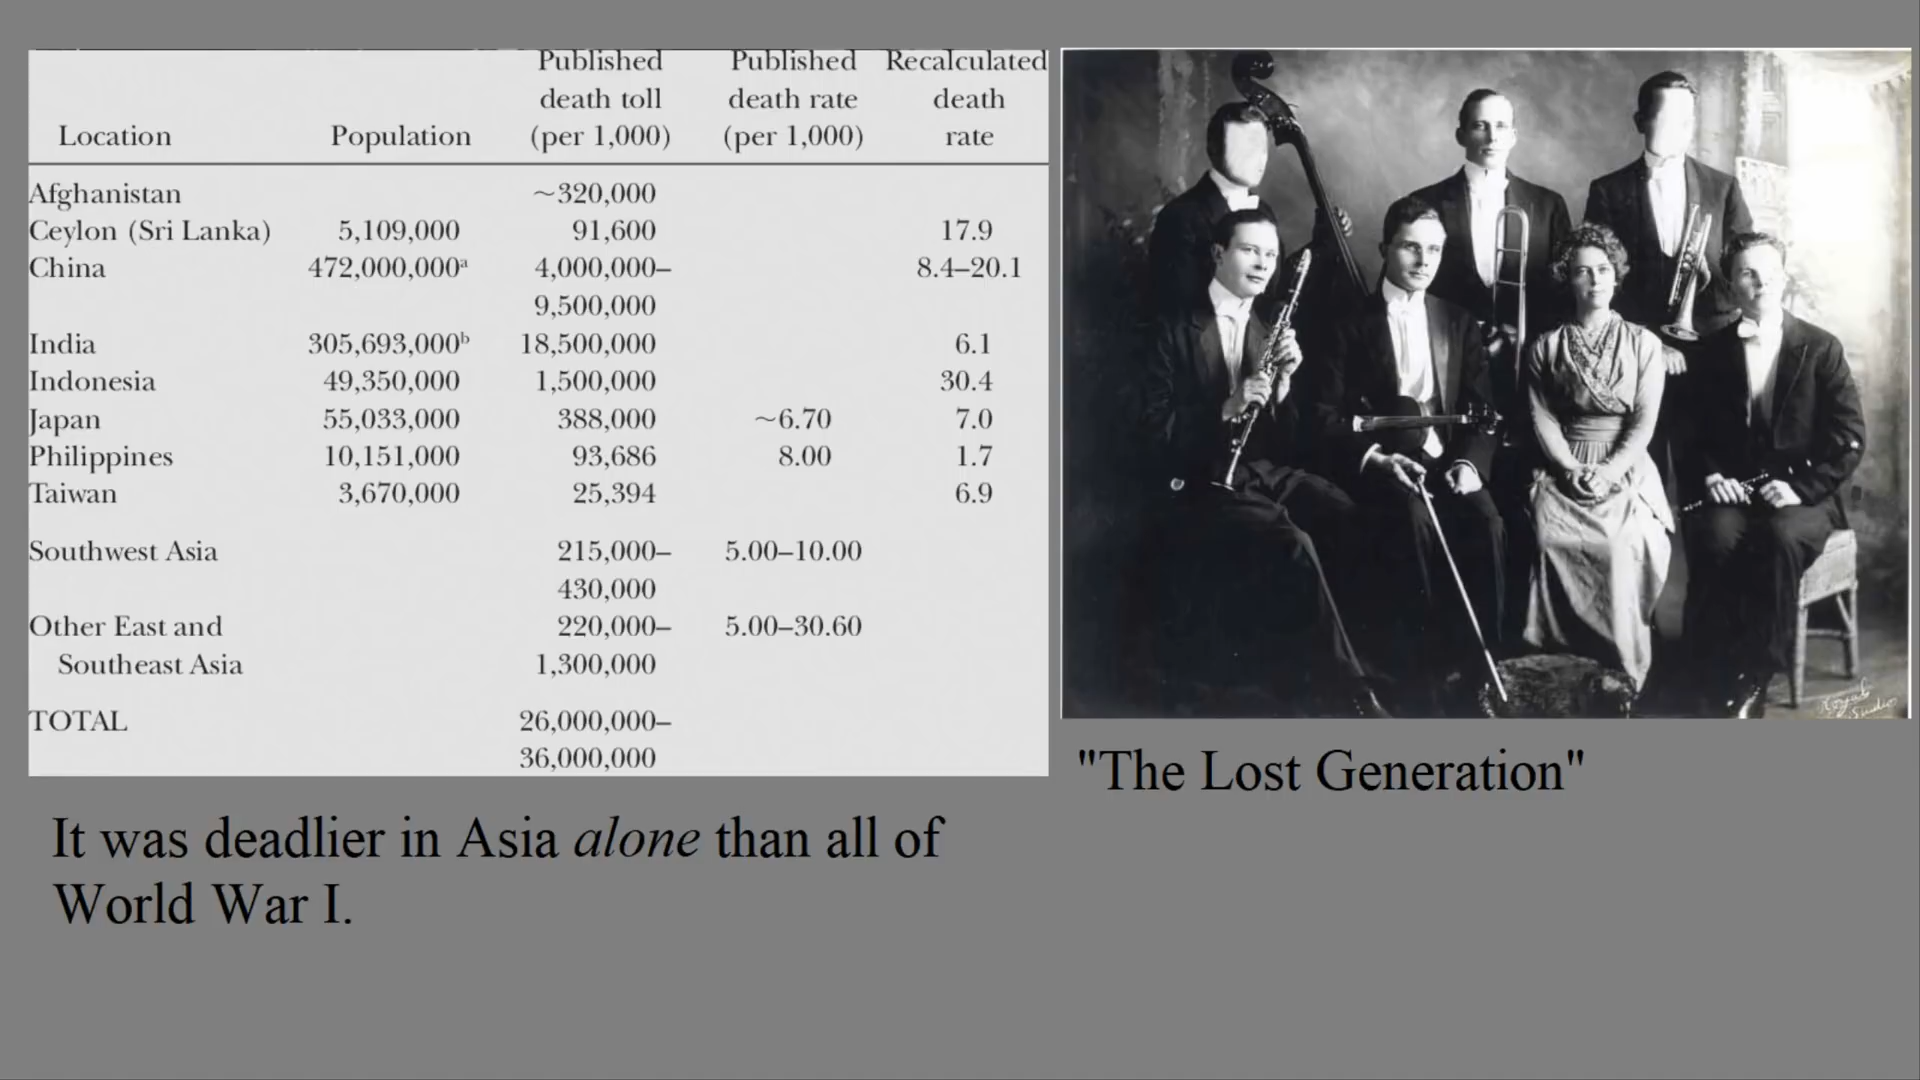 Published Published Recalculated
death toll death rate death
Location Population (per 1,000) (per 1,000) rate
Afghanistan ~320,000
Ceylon (Sri Lanka) 5,109,000 91,600 17.9
China 472,000,000ᵃ 4,000,000– 8.4–20.1
9,500,000
India 305,693,000ᵇ 18,500,000 6.1
Indonesia 49,350,000 1,500,000 30.4
Japan 55,033,000 388,000 ~6.70 7.0
Philippines 10,151,000 93,686 8.00 1.7
Taiwan 3,670,000 25,394 6.9
Southwest Asia 215,000– 5.00–10.00
430,000
Other East and 220,000– 5.00–30.60
Southeast Asia 1,300,000
TOTAL 26,000,000–
36,000,000
It was deadlier in Asia alone than all of
World War I.
Studio
"The Lost Generation"